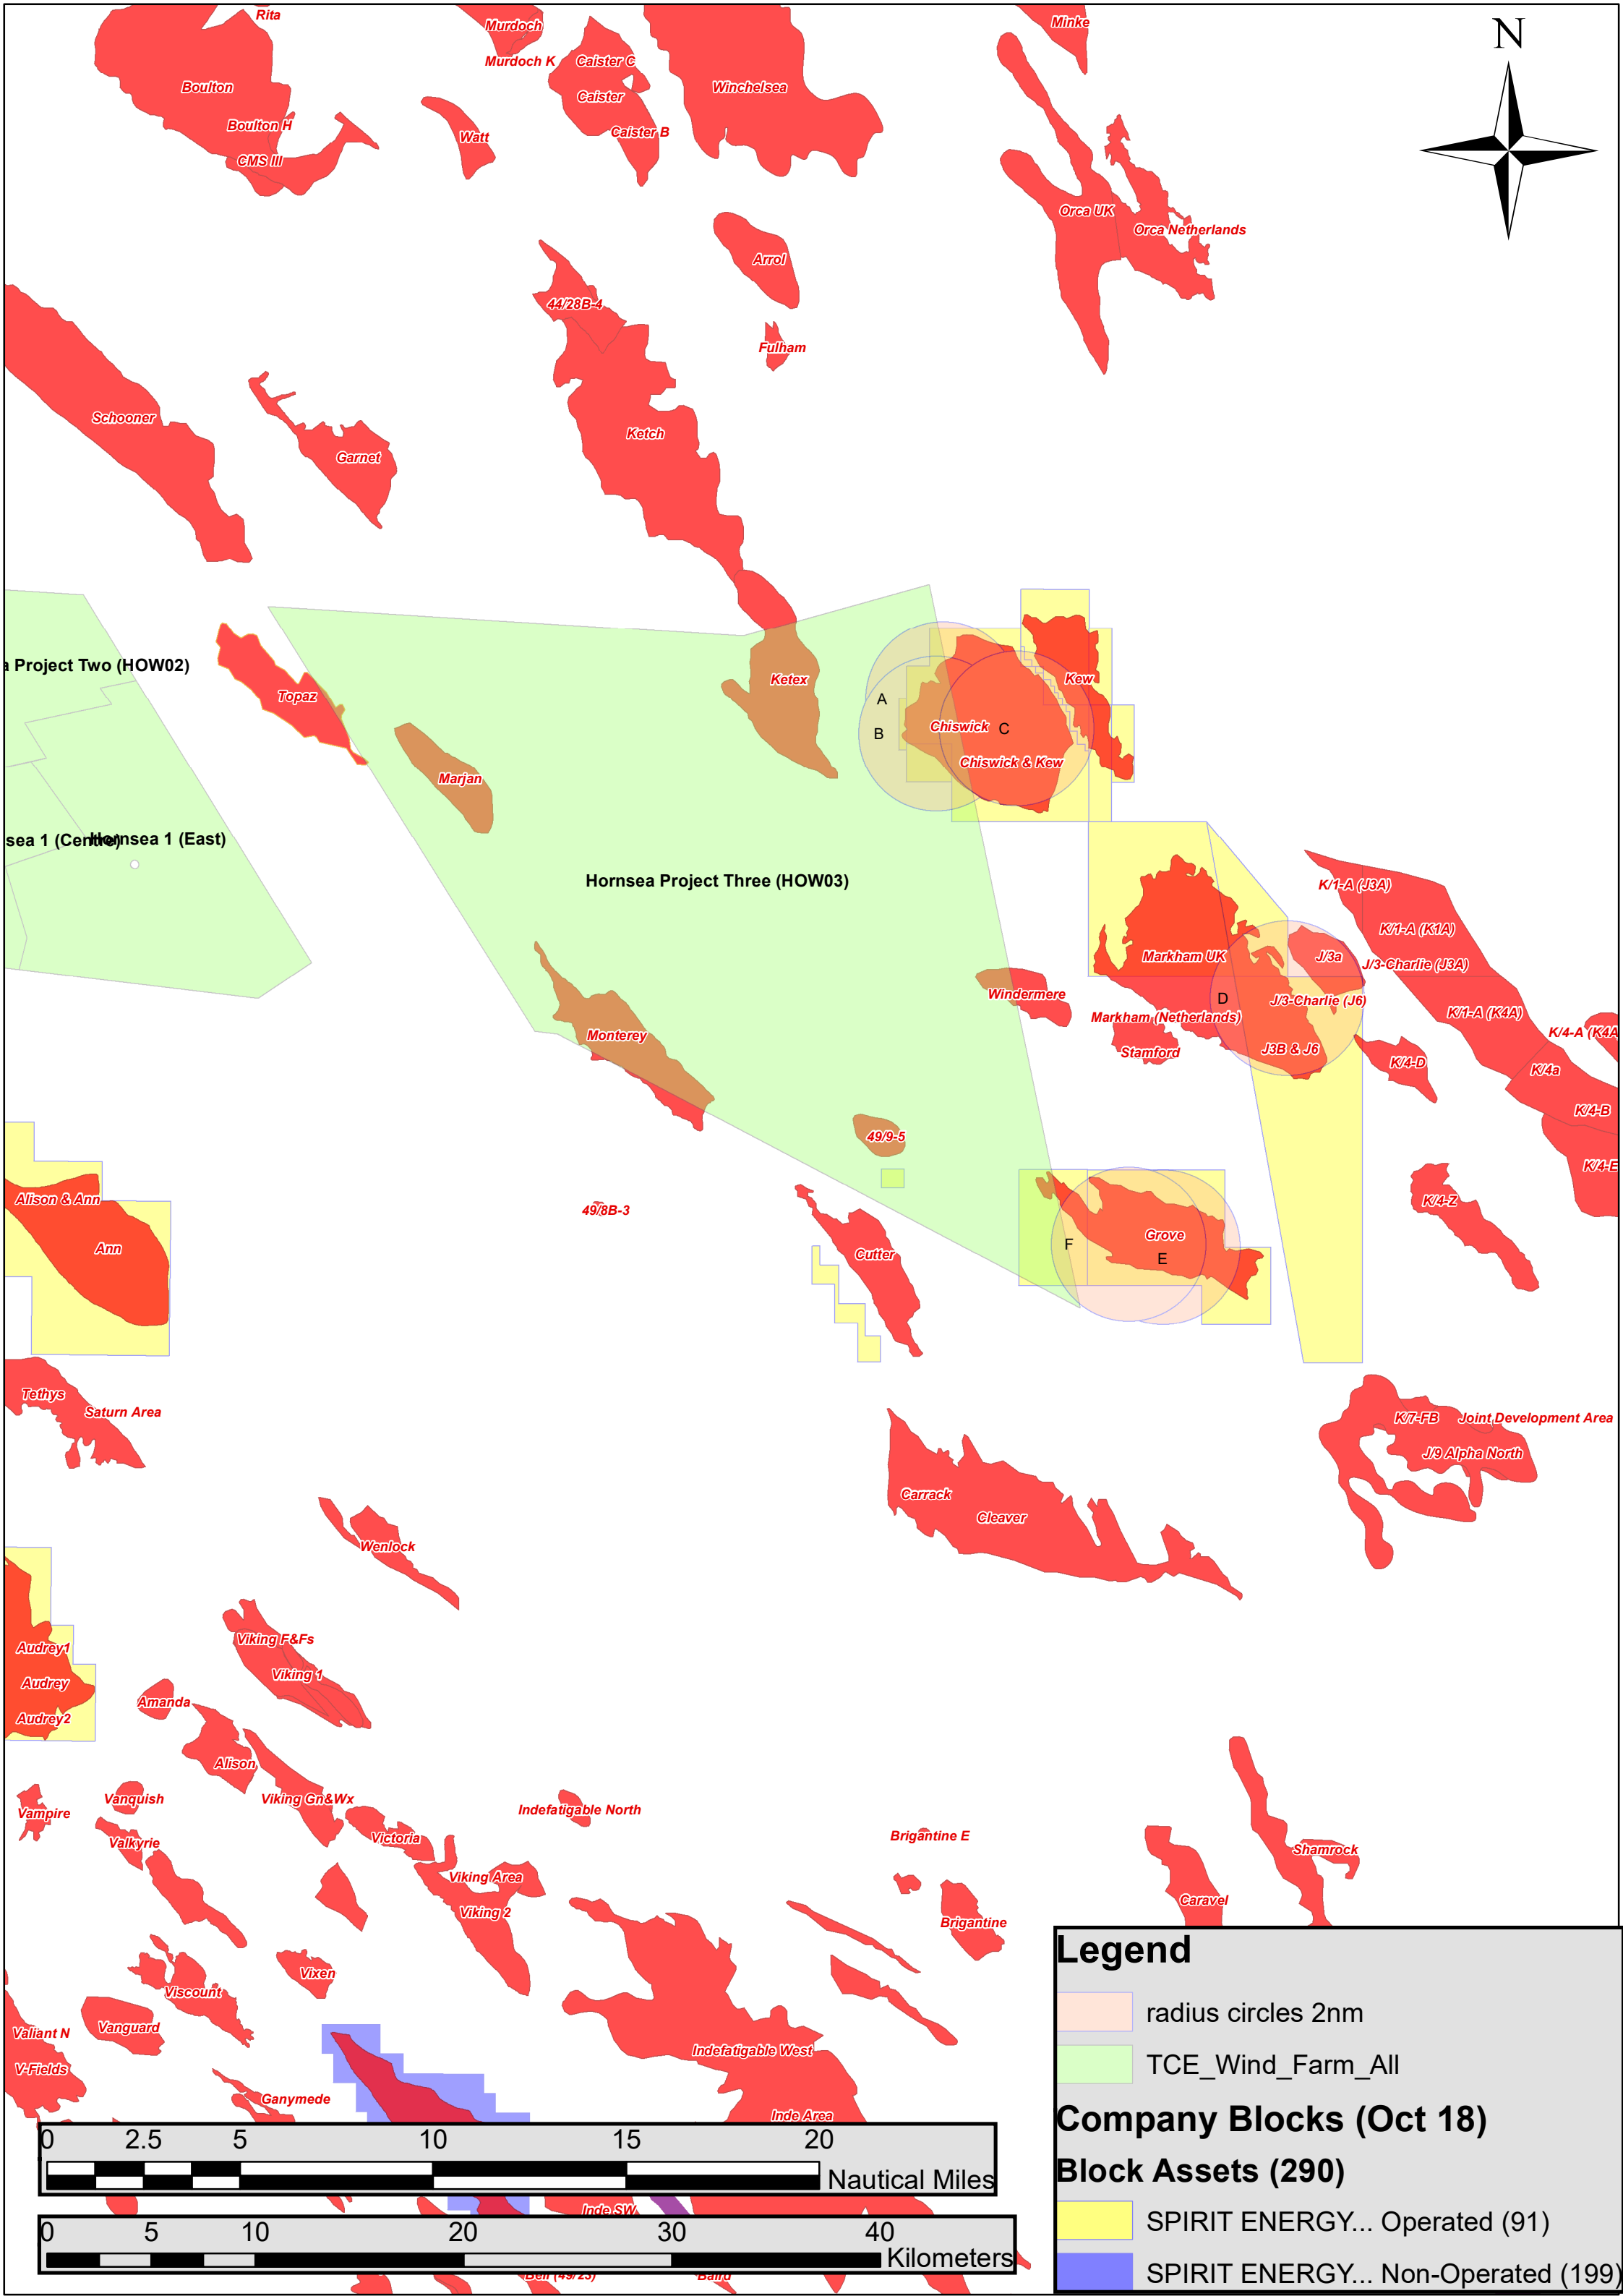 Rita
Murdoch
Minke
N
Murdoch K
Caister C
Boulton
Caister
Winchelsea
Boulton H
Watt
Caister B
CMS III
Orca UK
Orca Netherlands
Arrol
44/28B-4
Fulham
Schooner
Ketch
Garnet
a Project Two (HOW02)
Topaz
Ketex
Kew
A
B
Chiswick
C
Chiswick & Kew
Marjan
sea 1 (Centre)
Hornsea 1 (East)
Hornsea Project Three (HOW03)
K/1-A (J3A)
K/1-A (K1A)
Markham UK
J/3a
J/3-Charlie (J3A)
Windermere
D
J/3-Charlie (J6)
K/1-A (K4A)
Markham (Netherlands)
Monterey
Stamford
J3B & J6
K/4-A (K4A
K/4-D
K/4a
K/4-B
49/9-5
K/4-E
Alison & Ann
49/8B-3
K/4-Z
Ann
Cutter
F
Grove
E
Tethys
Saturn Area
K/7-FB
Joint Development Area
J/9 Alpha North
Carrack
Cleaver
Wenlock
Viking F&Fs
Audrey1
Viking 1
Audrey
Amanda
Audrey2
Alison
Vampire
Vanquish
Viking Gn&Wx
Indefatigable North
Valkyrie
Victoria
Brigantine E
Shamrock
Viking Area
Viking 2
Caravel
Brigantine
Vixen
Viscount
Vanguard
Valiant N
V-Fields
Indefatigable West
Ganymede
Inde Area
0 2.5 5 10 15 20
Nautical Miles
Inde SW
0 5 10 20 30 40
Kilometers
Bell (49/23)
Baird
Legend
radius circles 2nm
TCE_Wind_Farm_All
Company Blocks (Oct 18)
Block Assets (290)
SPIRIT ENERGY... Operated (91)
SPIRIT ENERGY... Non-Operated (199)